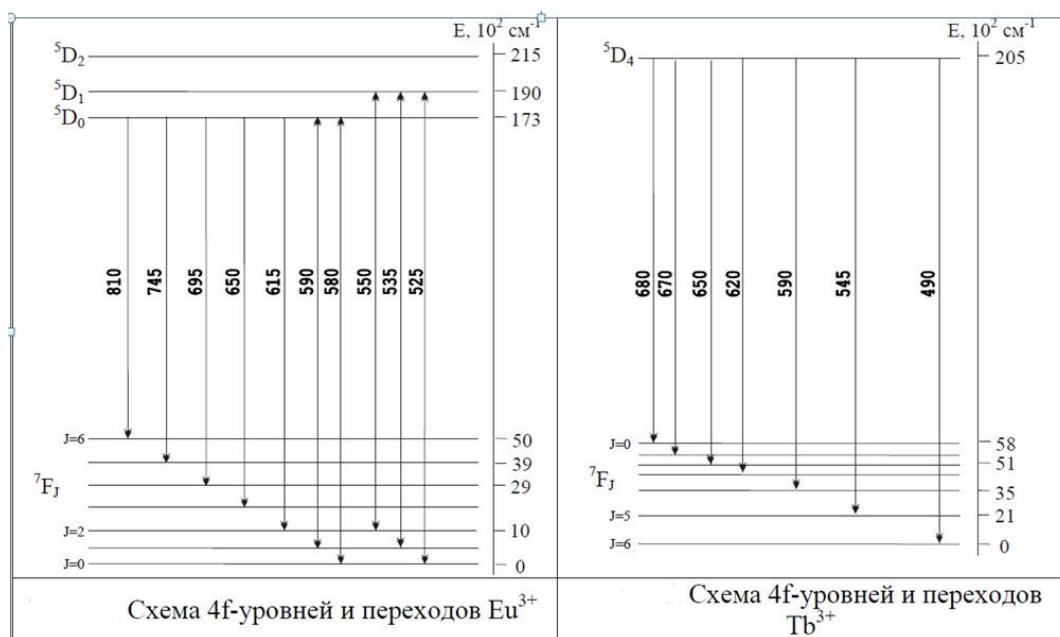 E, 10² см⁻¹
⁵D₂
215
⁵D₁
190
⁵D₀
173
810
745
695
650
615
590
580
550
535
525
J=6
50
39
⁷F_J
29
J=2
10
J=0
0
Схема 4f-уровней и переходов Eu³⁺
E, 10² см⁻¹
⁵D₄
205
680
670
650
620
590
545
490
J=0
58
51
⁷F_J
35
J=5
21
J=6
0
Схема 4f-уровней и переходов
Tb³⁺